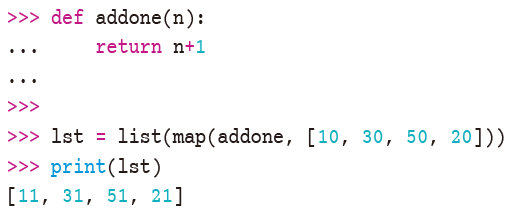 >>> def addone(n):
...     return n+1
...
>>>
>>> lst = list(map(addone, [10, 30, 50, 20]))
>>> print(lst)
[11, 31, 51, 21]